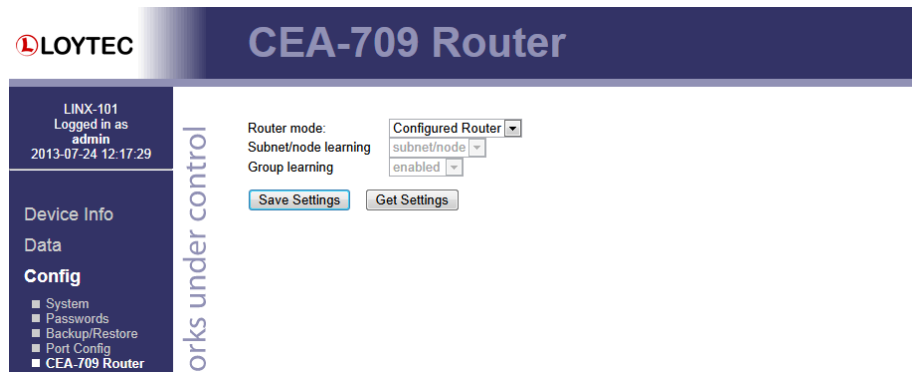 LOYTEC
CEA-709 Router
LINX-101
Logged in as
admin
2013-07-24 12:17:29
Device Info
Data
Config
System
Passwords
Backup/Restore
Port Config
CEA-709 Router
orks under control
Router mode: Configured Router
Subnet/node learning subnet/node
Group learning enabled
Save Settings Get Settings